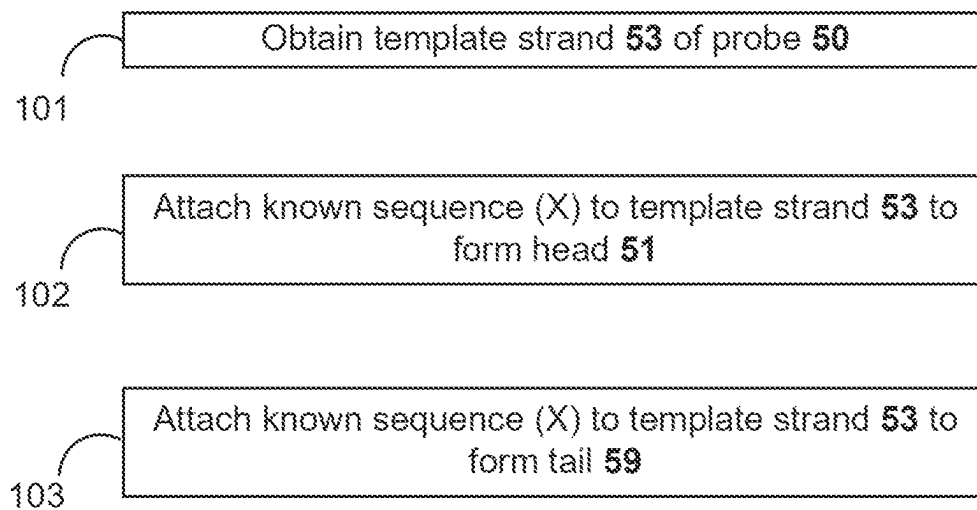 Obtain template strand 53 of probe 50
101
Attach known sequence (X) to template strand 53 to
form head 51
102
Attach known sequence (X) to template strand 53 to
form tail 59
103